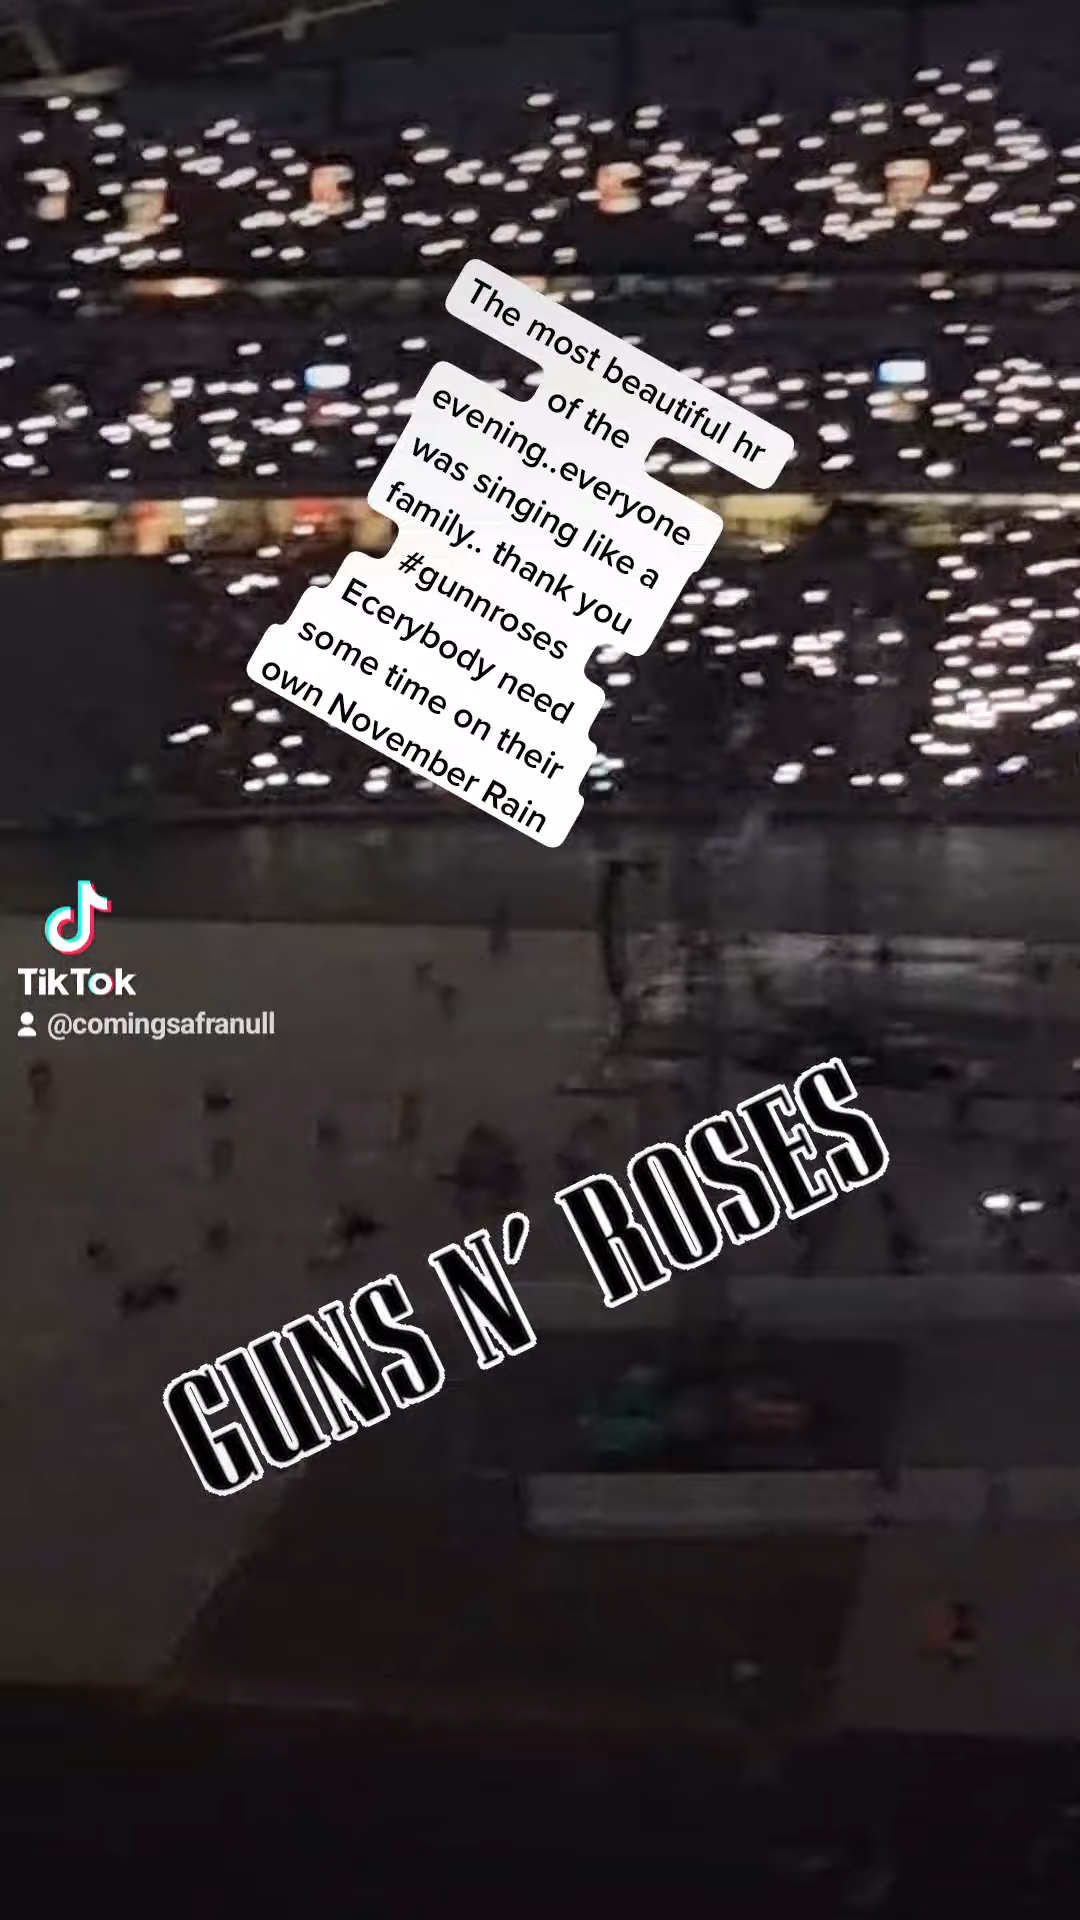 The most beautiful hr
of the
evening..everyone
was singing like a
family.. thank you
#gunnroses
Ecerybody need
some time on their
own November Rain
TikTok
@comingsafranull
GUNS N' ROSES